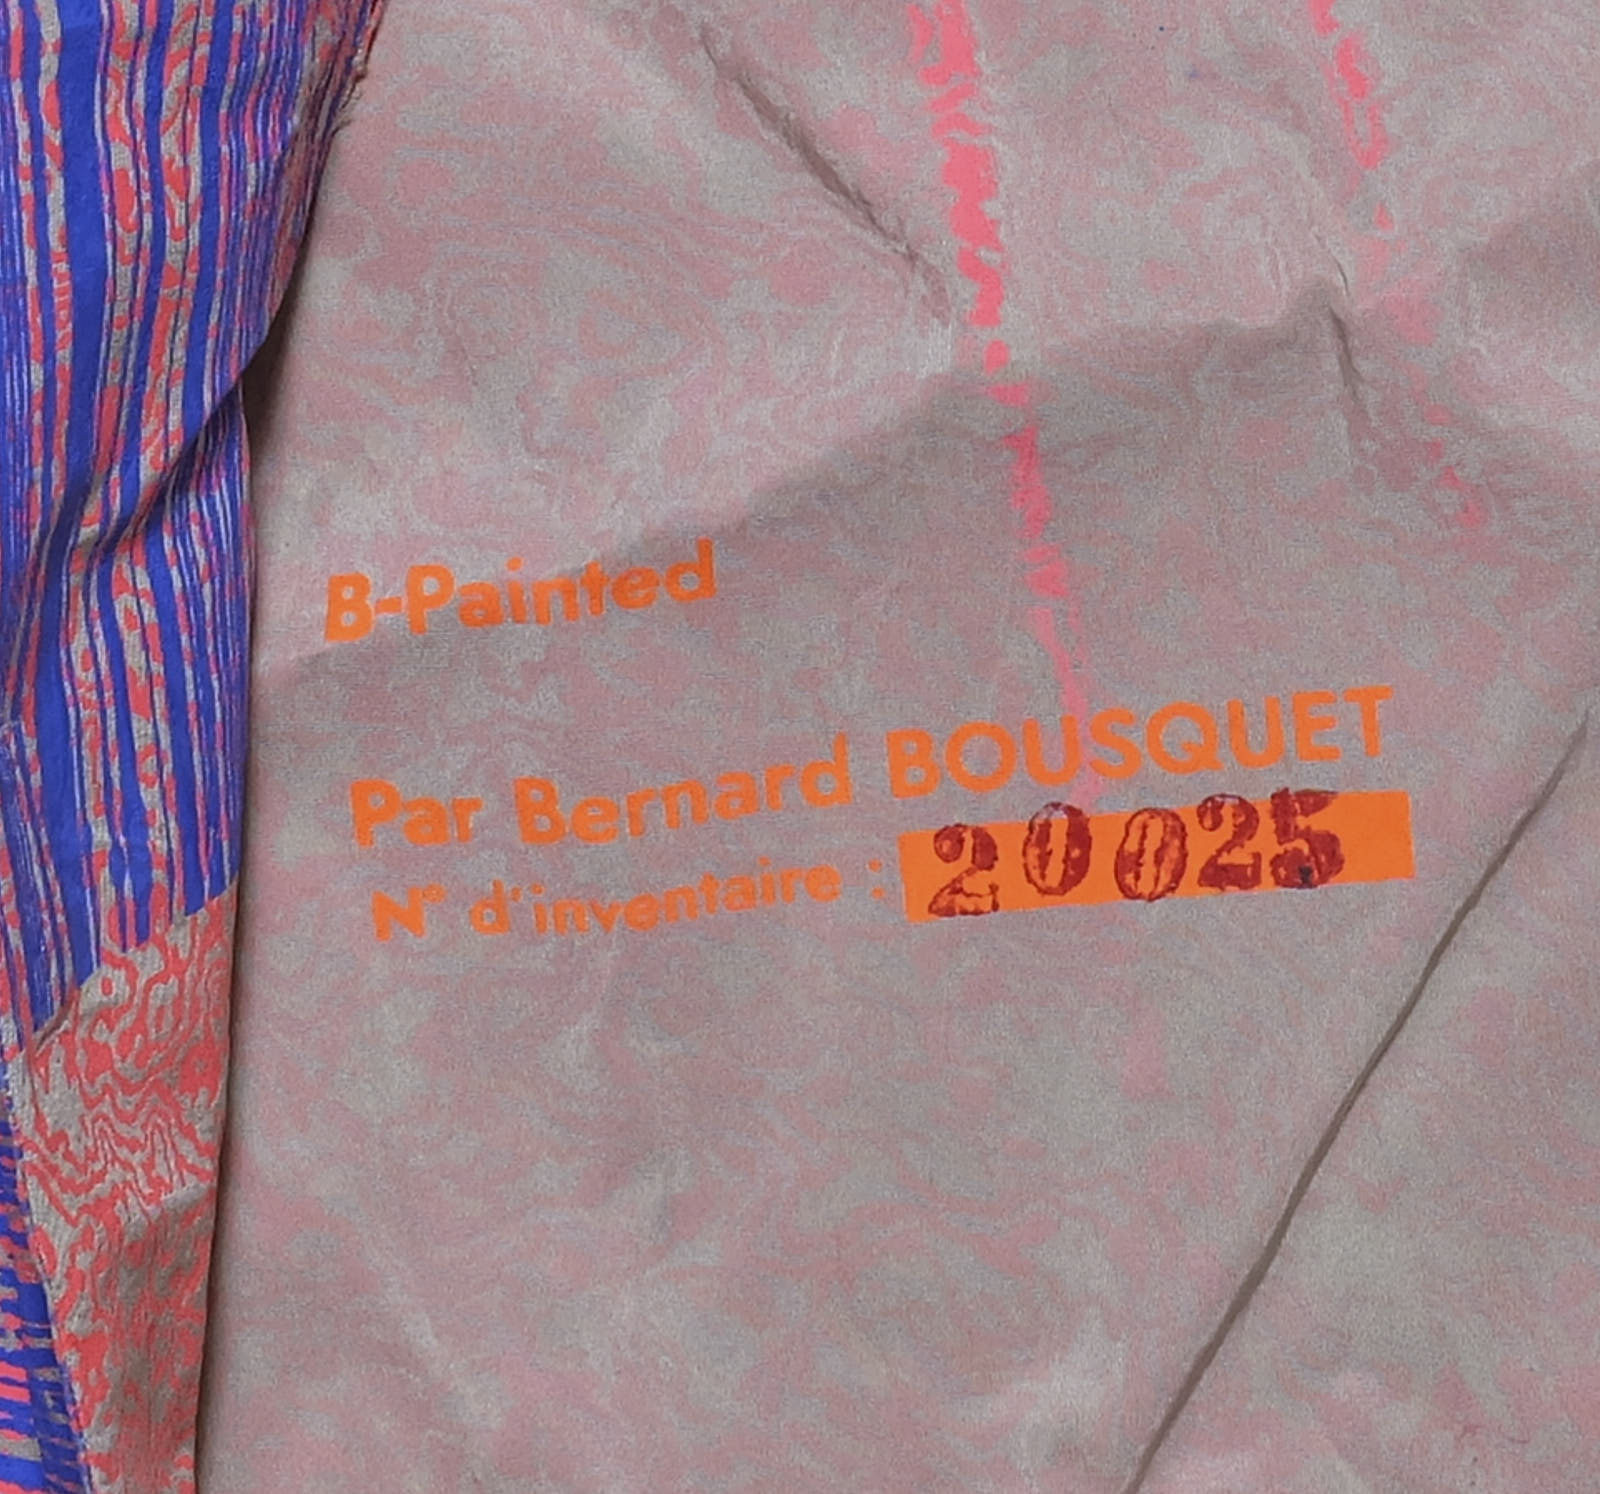 B-Painted
Par Bernard BOUSQUET
N° d'inventaire : 20025